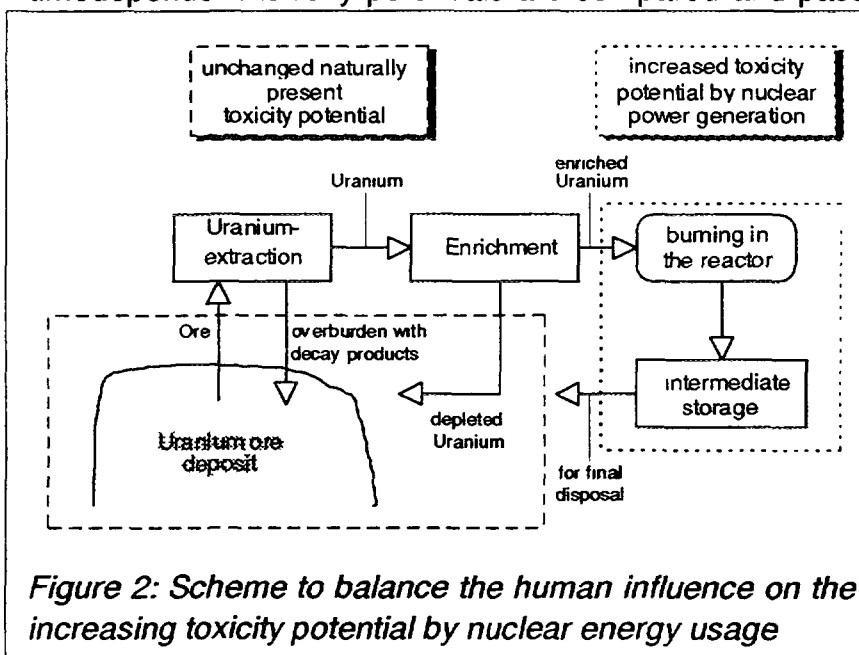 unchanged naturally
present
toxicity potential
increased toxicity
potential by nuclear
power generation
Uranium
enriched
Uranium
Uranium-
extraction
Enrichment
burning in
the reactor
Ore
overburden with
decay products
depleted
Uranium
intermediate
storage
Uranium ore
deposit
for final
disposal
Figure 2: Scheme to balance the human influence on the
increasing toxicity potential by nuclear energy usage